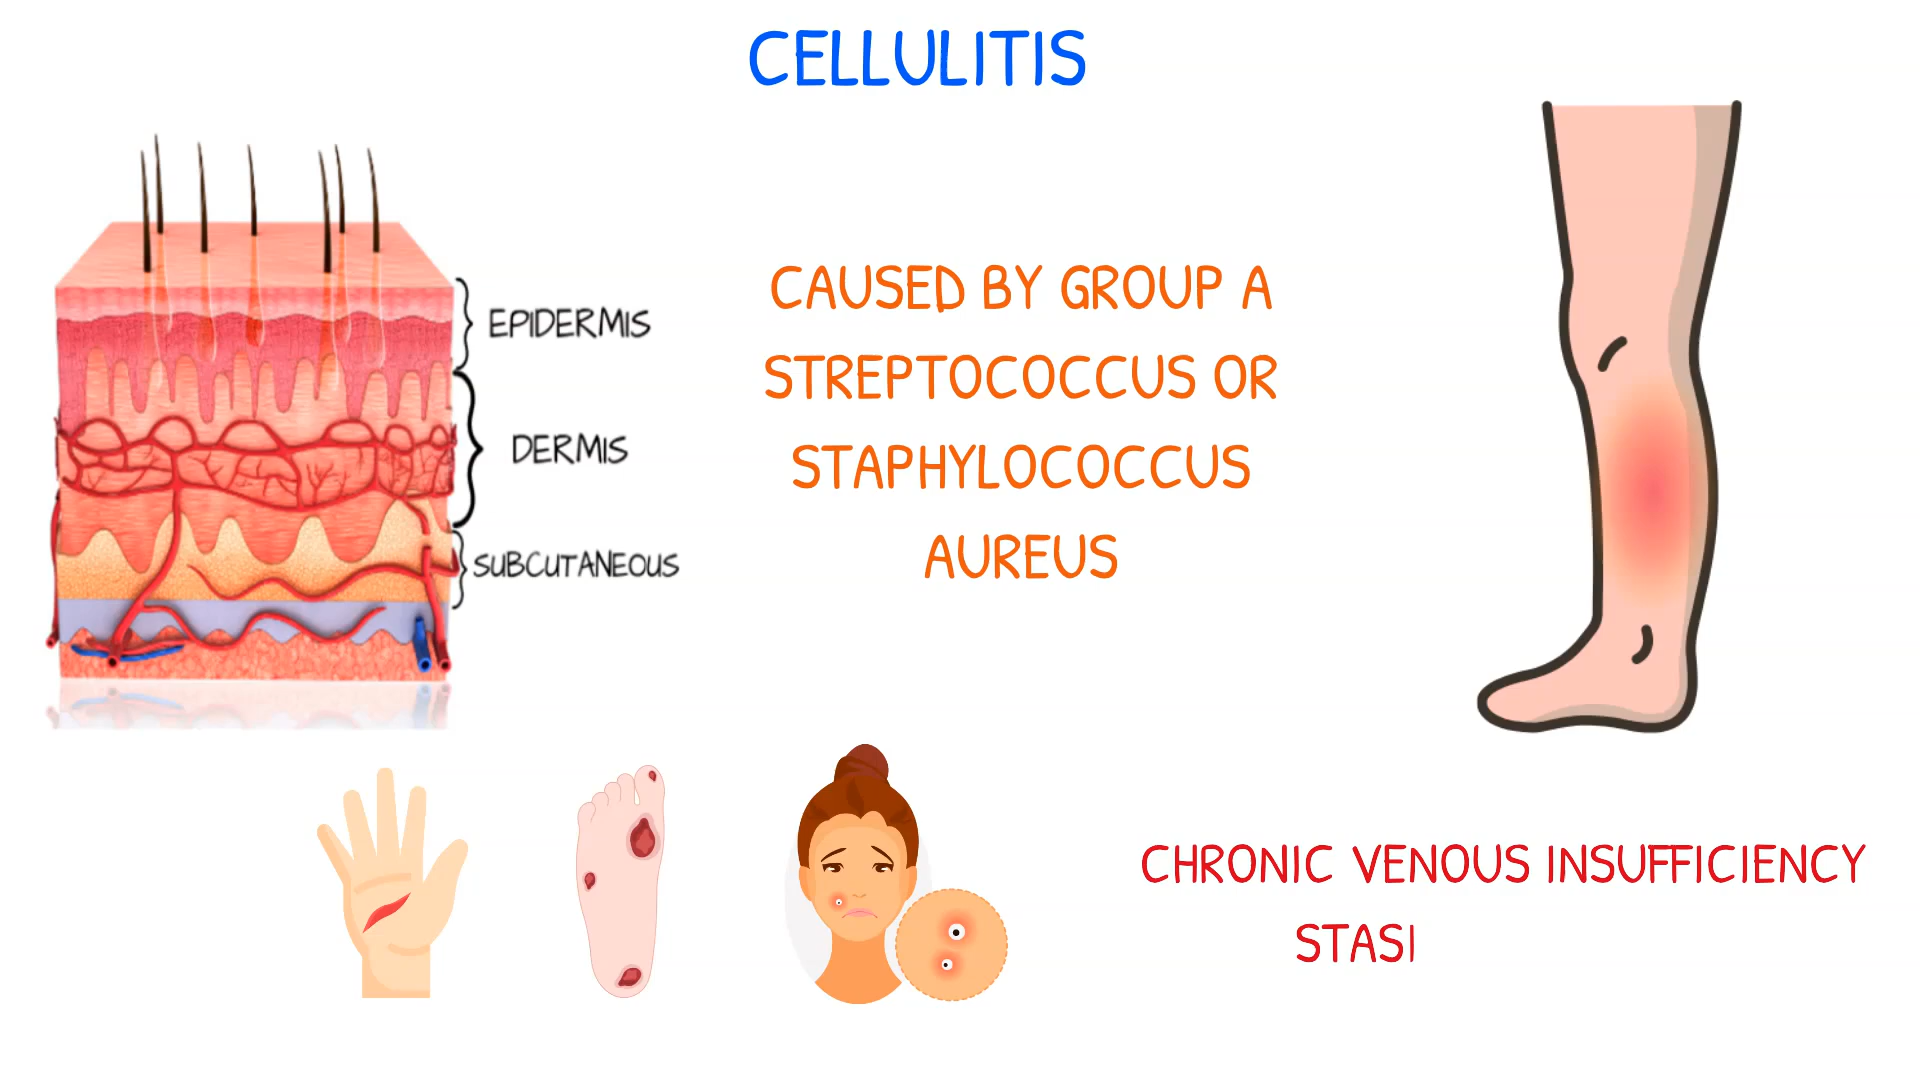 CELLULITIS
EPIDERMIS
DERMIS
SUBCUTANEOUS
CAUSED BY GROUP A
STREPTOCOCCUS OR
STAPHYLOCOCCUS
AUREUS
CHRONIC VENOUS INSUFFICIENCY
STASI